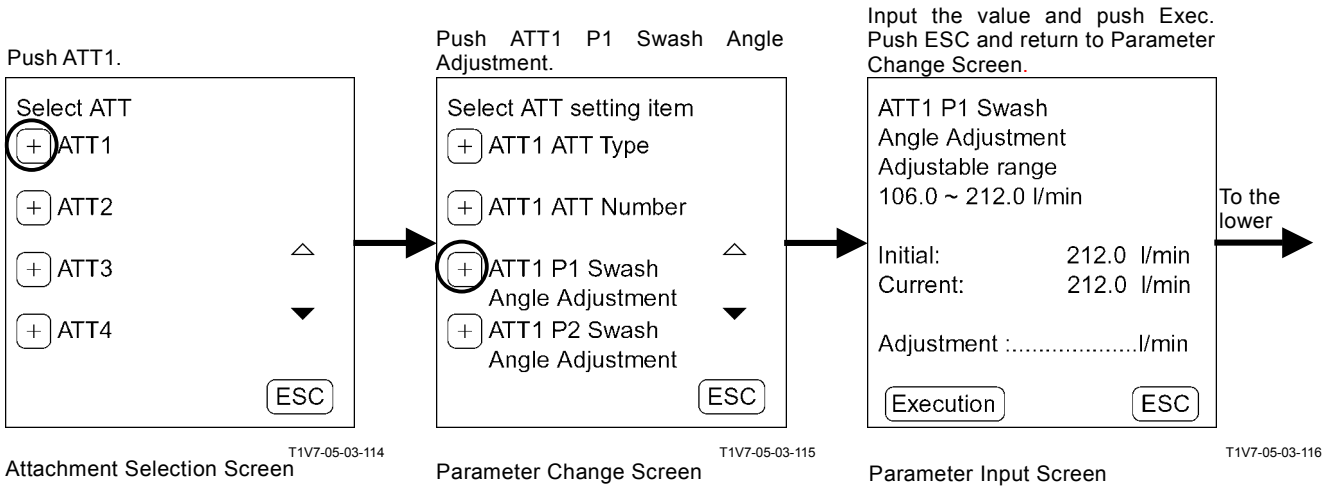 Push ATT1.
Select ATT
+ ATT1
+ ATT2
+ ATT3
+ ATT4
ESC
T1V7-05-03-114
Attachment Selection Screen
Push ATT1 P1 Swash Angle
Adjustment.
Select ATT setting item
+ ATT1 ATT Type
+ ATT1 ATT Number
+ ATT1 P1 Swash
Angle Adjustment
+ ATT1 P2 Swash
Angle Adjustment
ESC
T1V7-05-03-115
Parameter Change Screen
Input the value and push Exec.
Push ESC and return to Parameter
Change Screen.
ATT1 P1 Swash
Angle Adjustment
Adjustable range
106.0 ~ 212.0 l/min
Initial: 212.0 l/min
Current: 212.0 l/min
Adjustment :...................l/min
Execution ESC
T1V7-05-03-116
Parameter Input Screen
To the
lower